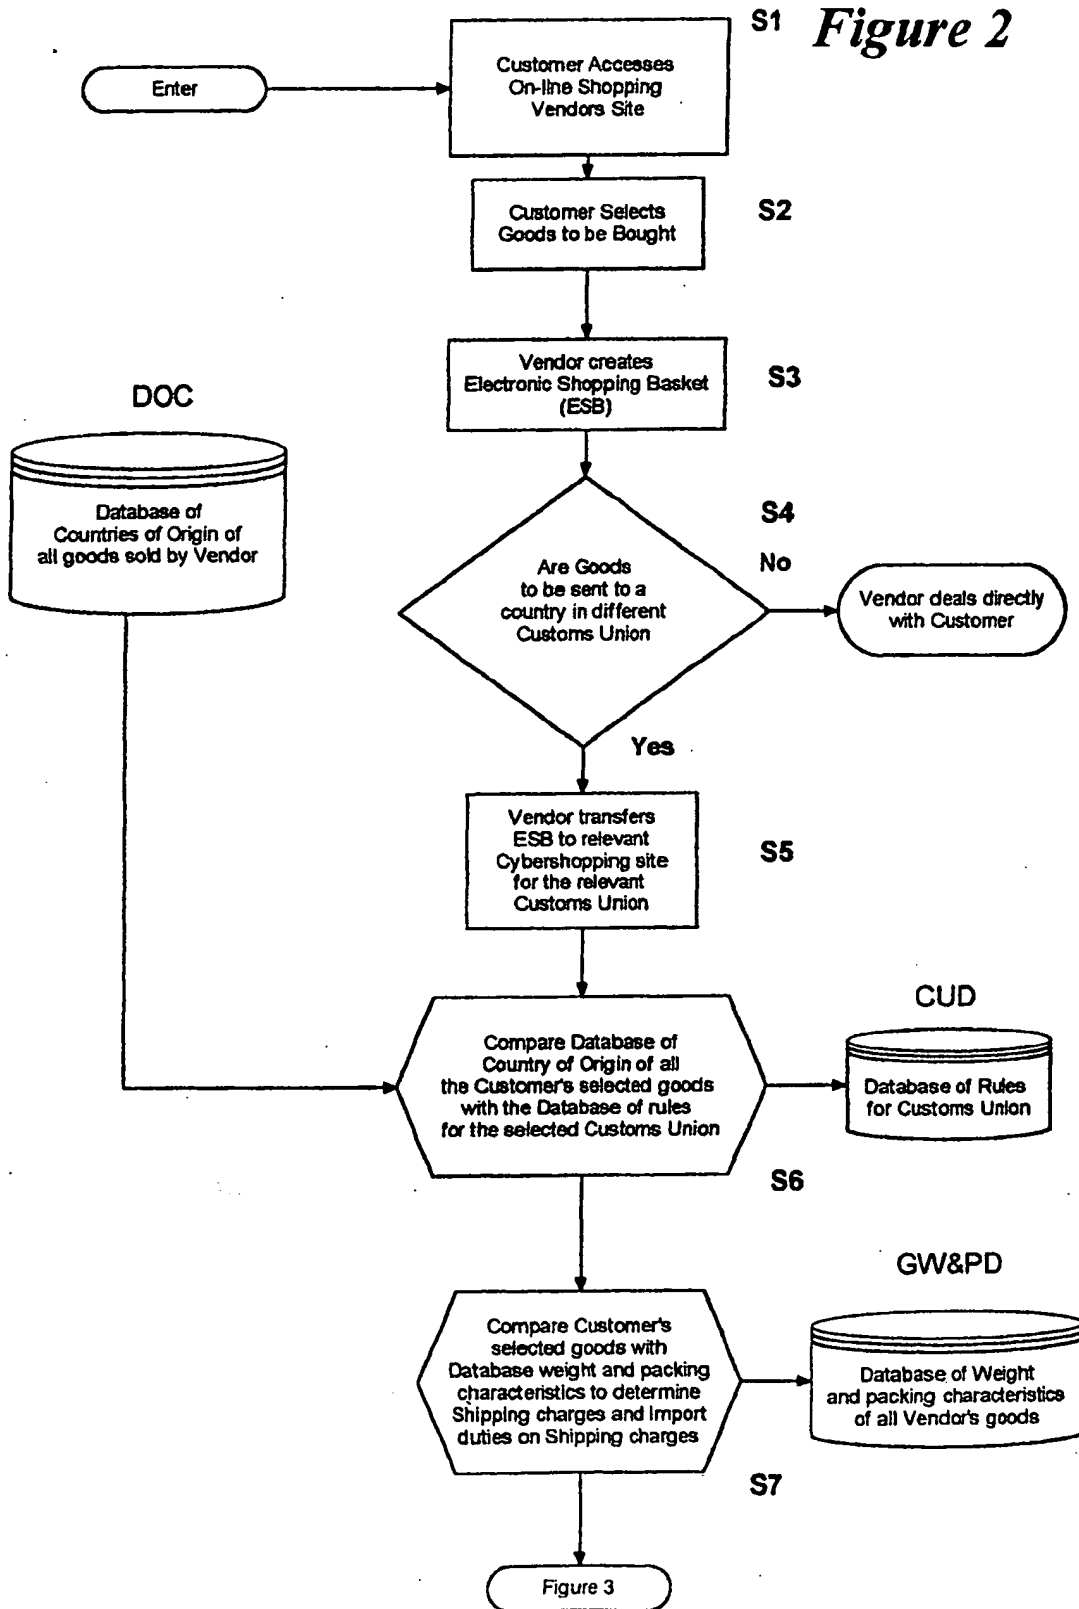 S1
Figure 2
Enter
Customer Accesses
On-line Shopping
Vendors Site
Customer Selects
Goods to be Bought
S2
Vendor creates
Electronic Shopping Basket
(ESB)
S3
DOC
Database of
Countries of Origin of
all goods sold by Vendor
S4
Are Goods
to be sent to a
country in different
Customs Union
No
Vendor deals directly
with Customer
Yes
Vendor transfers
ESB to relevant
Cybershopping site
for the relevant
Customs Union
S5
Compare Database of
Country of Origin of all
the Customer's selected goods
with the Database of rules
for the selected Customs Union
CUD
Database of Rules
for Customs Union
S6
GW&PD
Compare Customer's
selected goods with
Database weight and packing
characteristics to determine
Shipping charges and import
duties on Shipping charges
Database of Weight
and packing characteristics
of all Vendor's goods
S7
Figure 3